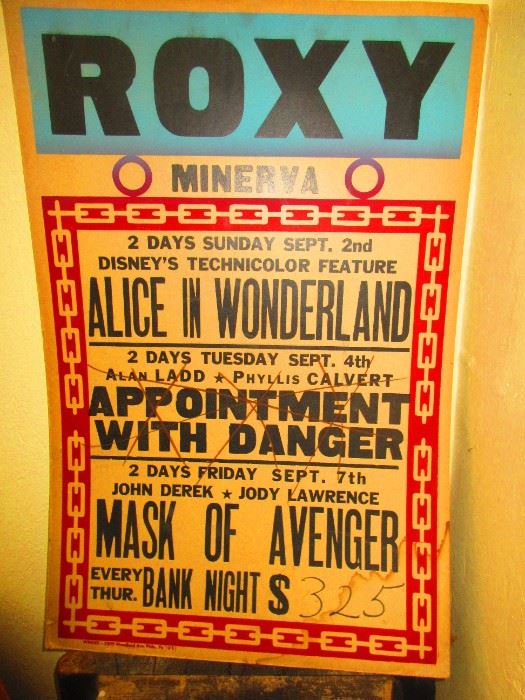 ROXY
MINERVA
2 DAYS SUNDAY SEPT. 2nd
DISNEY'S TECHNICOLOR FEATURE
ALICE IN WONDERLAND
2 DAYS TUESDAY SEPT. 4th
ALAN LADD ★ PHYLLIS CALVERT
APPOINTMENT
WITH DANGER
2 DAYS FRIDAY SEPT. 7th
JOHN DEREK ★ JODY LAWRENCE
MASK OF AVENGER
EVERY THUR. BANK NIGHT $ 325